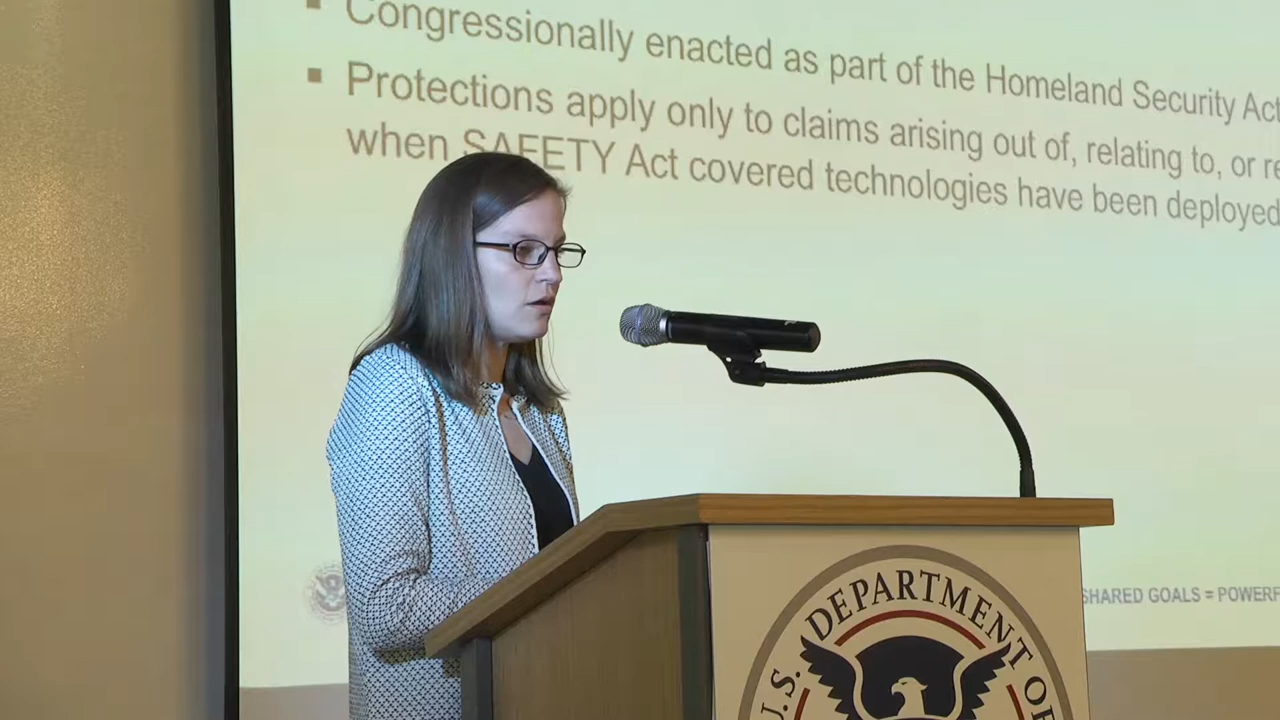 Congressionally enacted as part of the Homeland Security Act
Protections apply only to claims arising out of, relating to, or re
when SAFETY Act covered technologies have been deployed
SHARED GOALS = POWERF
U.S. DEPARTMENT OF